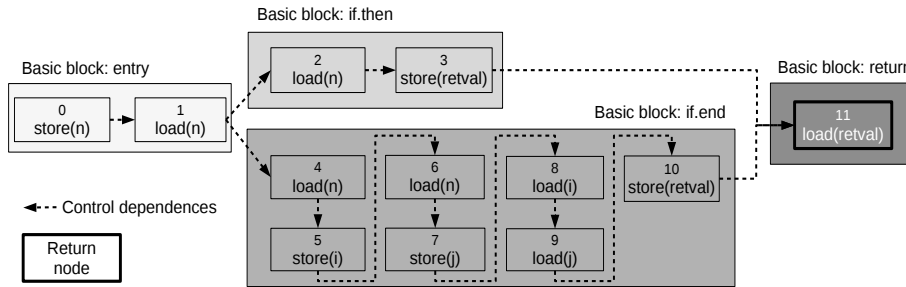 Basic block: if.then
Basic block: entry
Basic block: return
2
load(n)
3
store(retval)
0
store(n)
1
load(n)
Basic block: if.end
11
load(retval)
4
load(n)
6
load(n)
8
load(i)
10
store(retval)
Control dependences
5
store(i)
7
store(j)
9
load(j)
Return
node